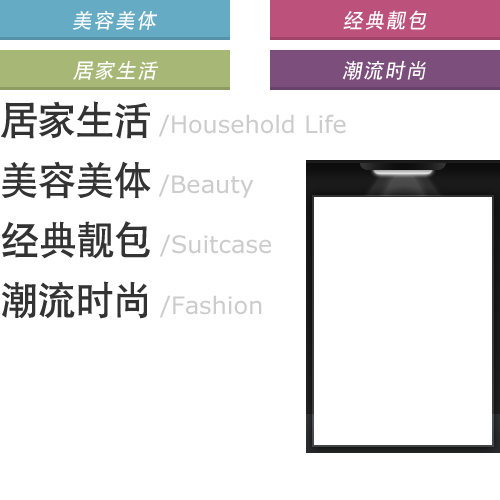 美容美体
经典靓包
居家生活
潮流时尚
居家生活 /Household Life
美容美体 /Beauty
经典靓包 /Suitcase
潮流时尚 /Fashion